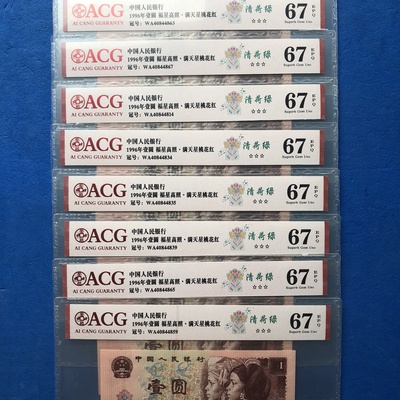 ACG
AI CANG GUARANTY
中国人民银行
1996年壹圆 福星高照·满天星桃花红
冠号: WA40844863
清荷绿
☆☆☆
67 EPQ
Superb Gem Unc
ACG
AI CANG GUARANTY
中国人民银行
1996年壹圆 福星高照·满天星桃花红
冠号: WA40844867
清荷绿
☆☆☆
67 EPQ
Superb Gem Unc
ACG
AI CANG GUARANTY
中国人民银行
1996年壹圆 福星高照·满天星桃花红
冠号: WA40844814
清荷绿
☆☆☆
67 EPQ
Superb Gem Unc
ACG
AI CANG GUARANTY
中国人民银行
1996年壹圆 福星高照·满天星桃花红
冠号: WA40844834
清荷绿
☆☆☆
67 EPQ
Superb Gem Unc
ACG
AI CANG GUARANTY
中国人民银行
1996年壹圆 福星高照·满天星桃花红
冠号: WA40844835
清荷绿
☆☆☆
67 EPQ
Superb Gem Unc
ACG
AI CANG GUARANTY
中国人民银行
1996年壹圆 福星高照·满天星桃花红
冠号: WA40844839
清荷绿
☆☆☆
67 EPQ
Superb Gem Unc
ACG
AI CANG GUARANTY
中国人民银行
1996年壹圆 福星高照·满天星桃花红
冠号: WA40844865
清荷绿
☆☆☆
67 EPQ
Superb Gem Unc
ACG
AI CANG GUARANTY
中国人民银行
1996年壹圆 福星高照·满天星桃花红
冠号: WA40844859
清荷绿
☆☆☆
67 EPQ
Superb Gem Unc
中国人民银行
壹圆
1